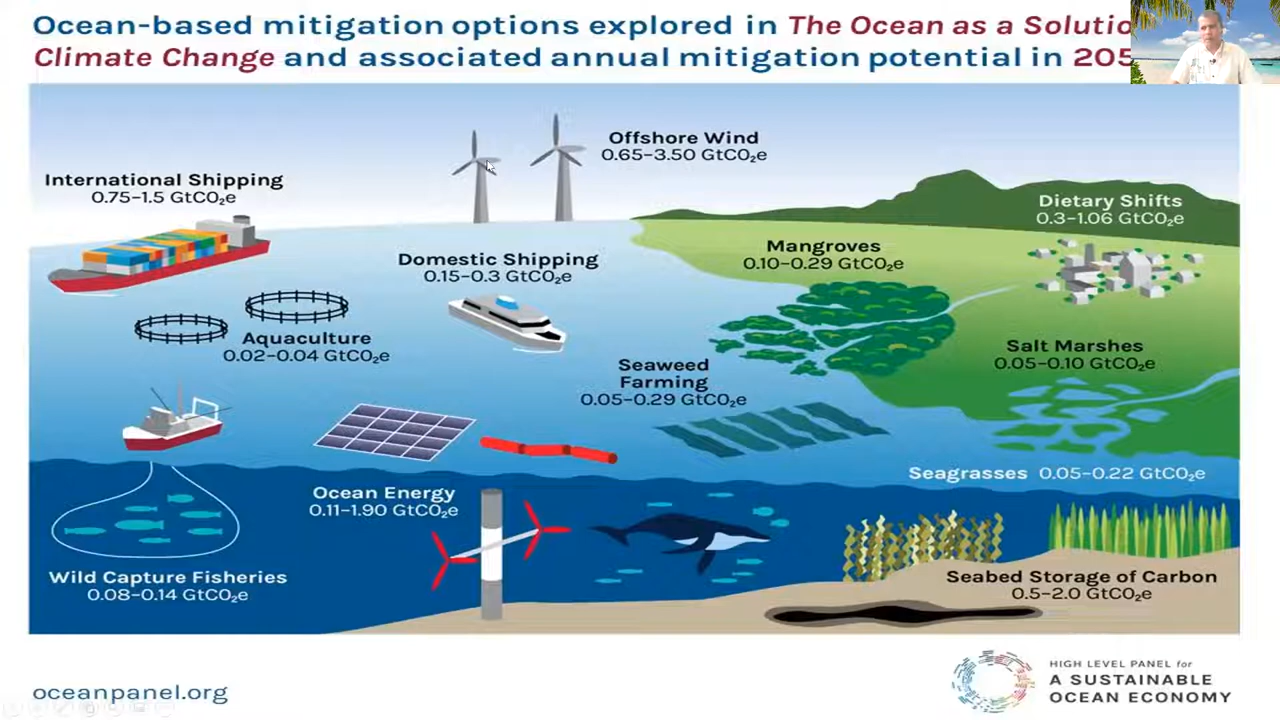 Ocean-based mitigation options explored in The Ocean as a
Climate Change and associated annual mitigation potential in
Offshore Wind
0.65–3.50 GtCO₂e
International Shipping
0.75–1.5 GtCO₂e
Dietary Shifts
0.3–1.06 GtCO₂e
Mangroves
0.10–0.29 GtCO₂e
Domestic Shipping
0.15–0.3 GtCO₂e
Aquaculture
0.02–0.04 GtCO₂e
Salt Marshes
0.05–0.10 GtCO₂e
Seaweed
Farming
0.05–0.29 GtCO₂e
Seagrasses 0.05–0.22 GtCO₂e
Ocean Energy
0.11–1.90 GtCO₂e
Wild Capture Fisheries
0.08–0.14 GtCO₂e
Seabed Storage of Carbon
0.5–2.0 GtCO₂e
oceanpanel.org
HIGH LEVEL PANEL for
A SUSTAINABLE
OCEAN ECONOMY